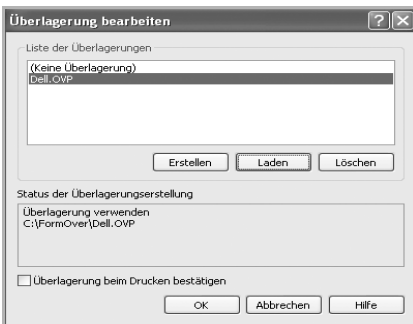 Überlagerung bearbeiten
Liste der Überlagerungen
(Keine Überlagerung)
Dell.OVP
Erstellen Laden Löschen
Status der Überlagerungserstellung
Überlagerung verwenden
C:\FormOver\Dell.OVP
Überlagerung beim Drucken bestätigen
OK Abbrechen Hilfe